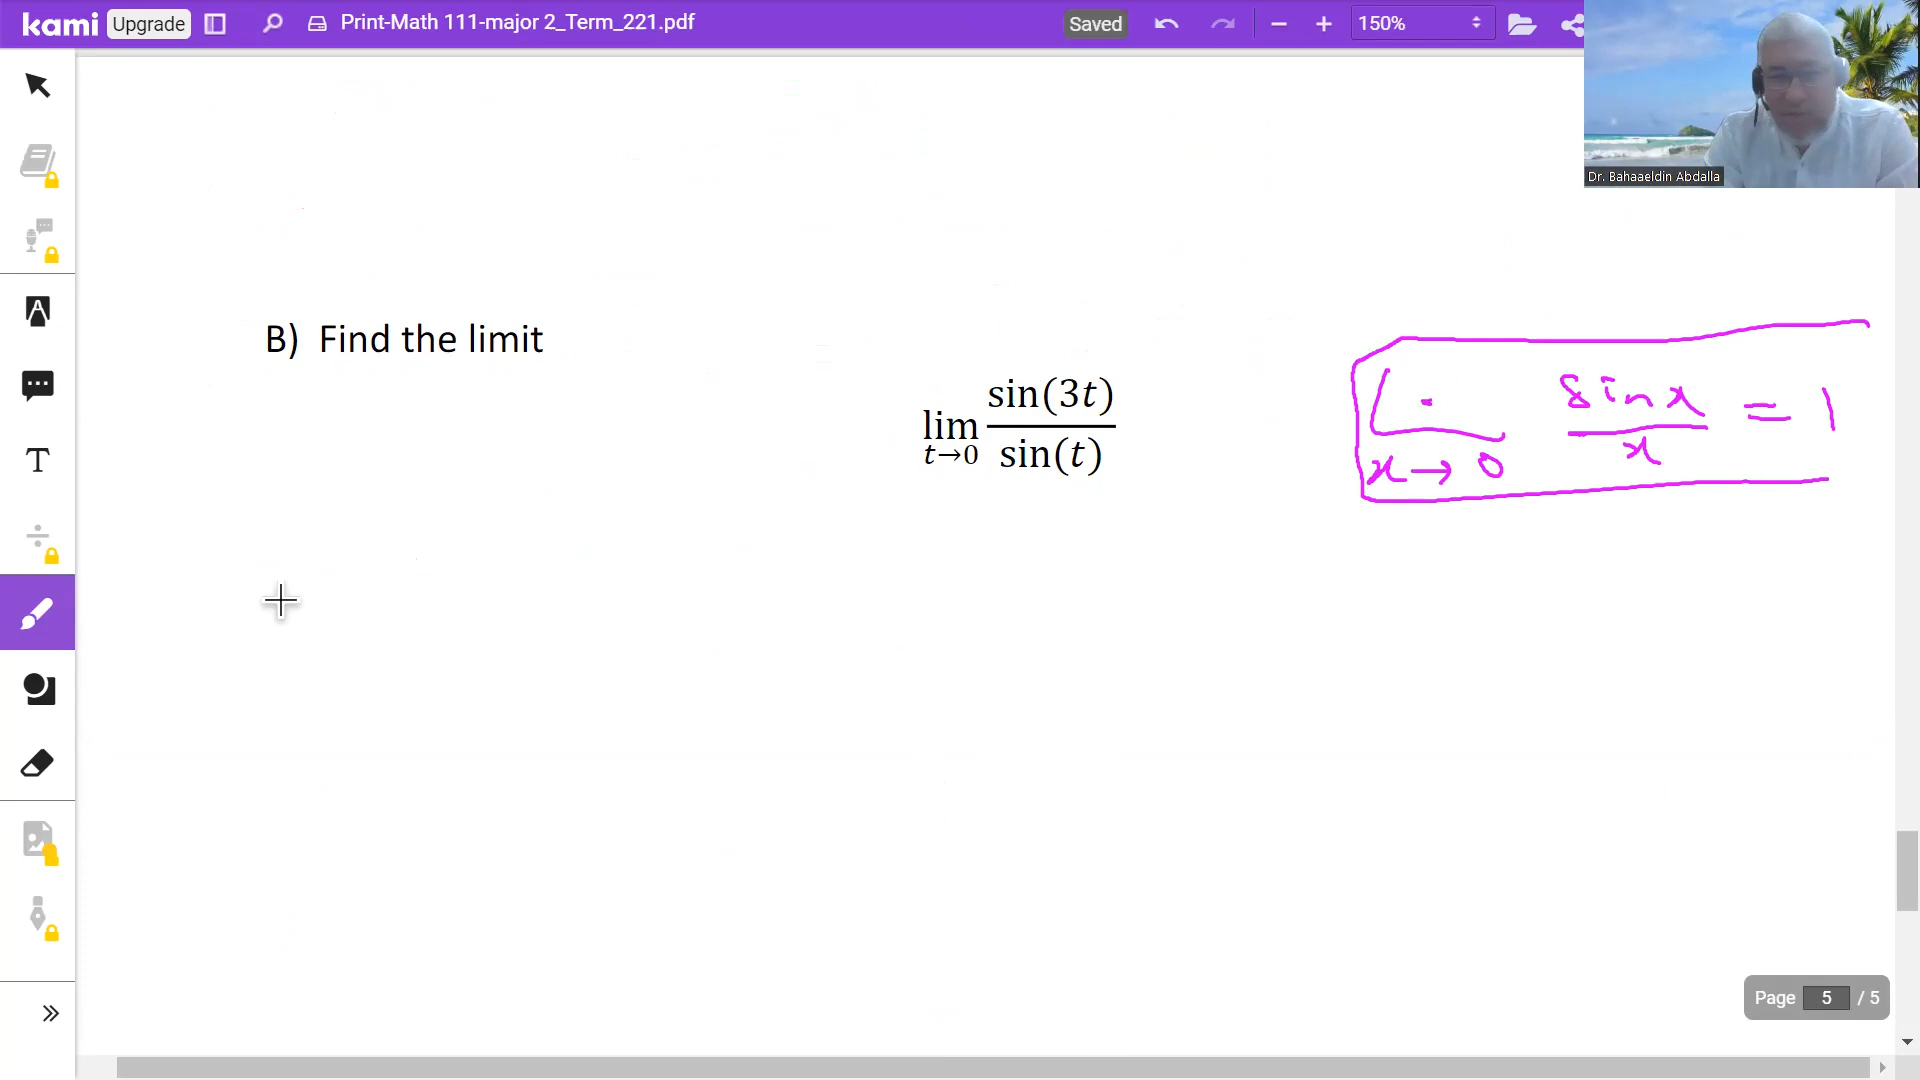 kami Upgrade Print-Math 111-major 2_Term_221.pdf Saved 150%
Dr. Bahaaeldin Abdalla
B) Find the limit
lim t→0 sin(3t) / sin(t)
Lim x→0 sin x / x = 1
T
Page 5 / 5